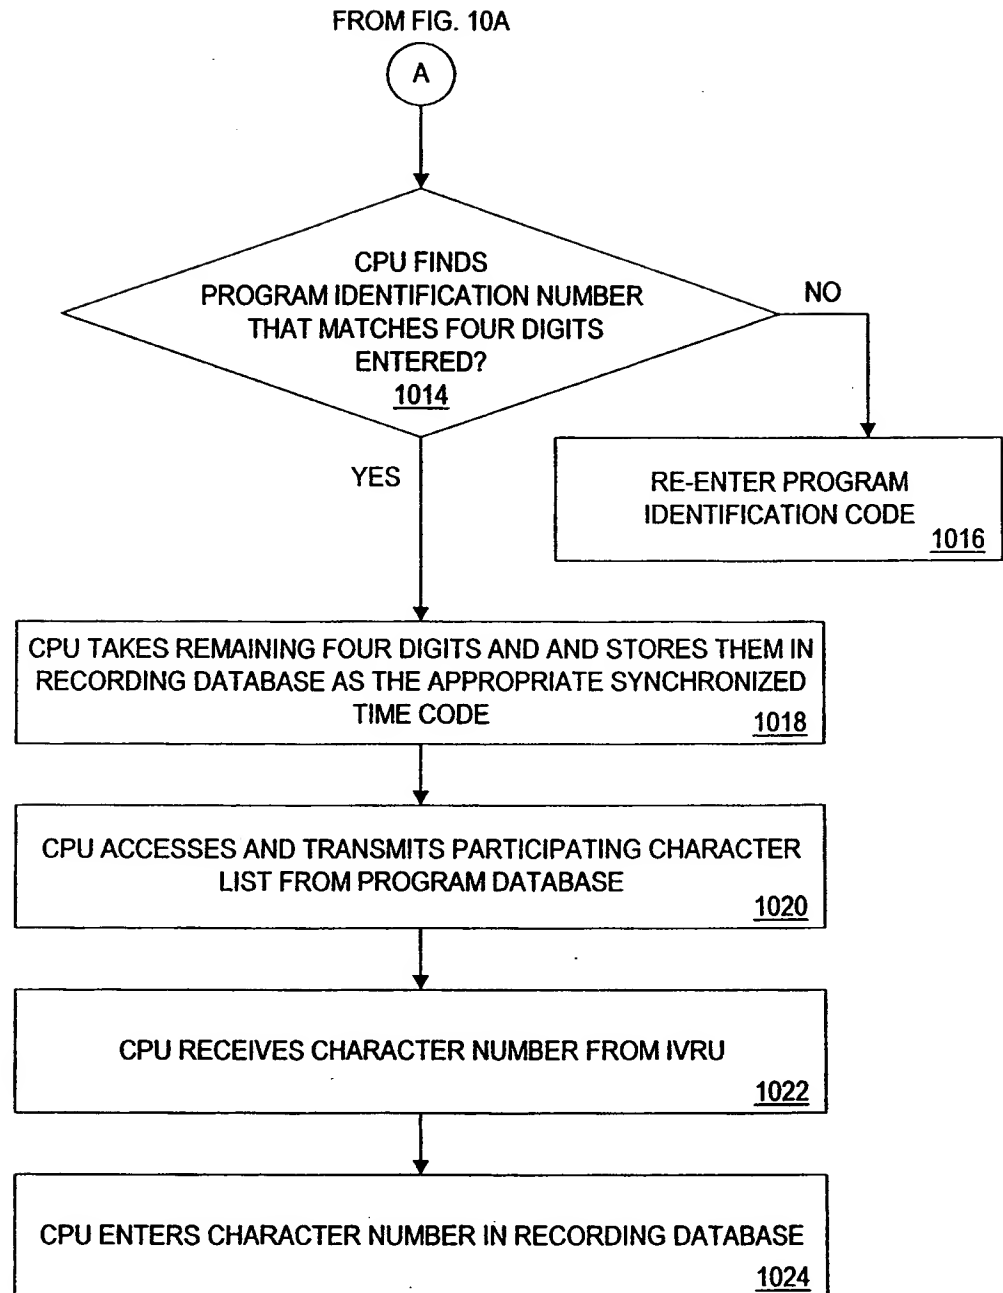 FROM FIG. 10A
A
CPU FINDS
PROGRAM IDENTIFICATION NUMBER
THAT MATCHES FOUR DIGITS
ENTERED?
1014
NO
YES
RE-ENTER PROGRAM
IDENTIFICATION CODE
1016
CPU TAKES REMAINING FOUR DIGITS AND AND STORES THEM IN
RECORDING DATABASE AS THE APPROPRIATE SYNCHRONIZED
TIME CODE
1018
CPU ACCESSES AND TRANSMITS PARTICIPATING CHARACTER
LIST FROM PROGRAM DATABASE
1020
CPU RECEIVES CHARACTER NUMBER FROM IVRU
1022
CPU ENTERS CHARACTER NUMBER IN RECORDING DATABASE
1024